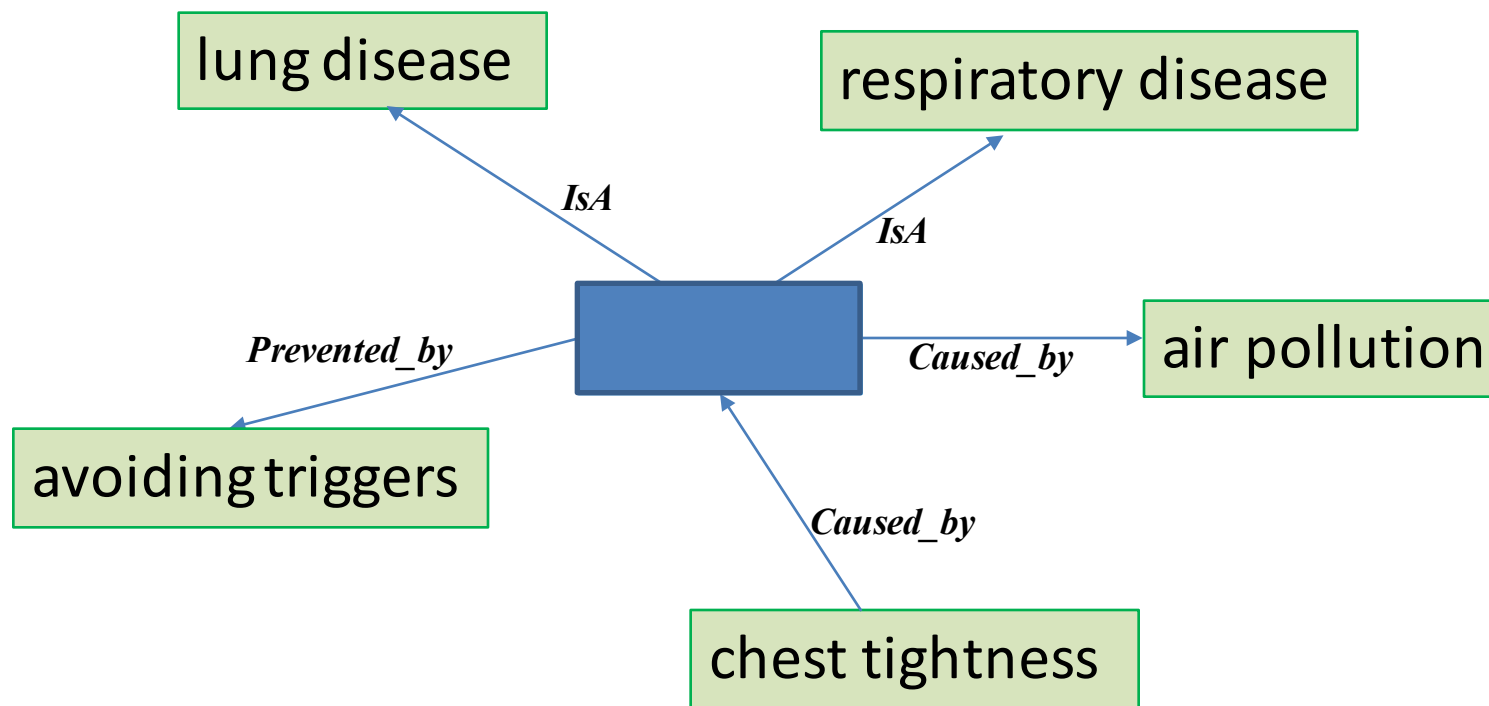 lung disease
respiratory disease
IsA
IsA
Prevented_by
Caused_by
air pollution
avoiding triggers
Caused_by
chest tightness